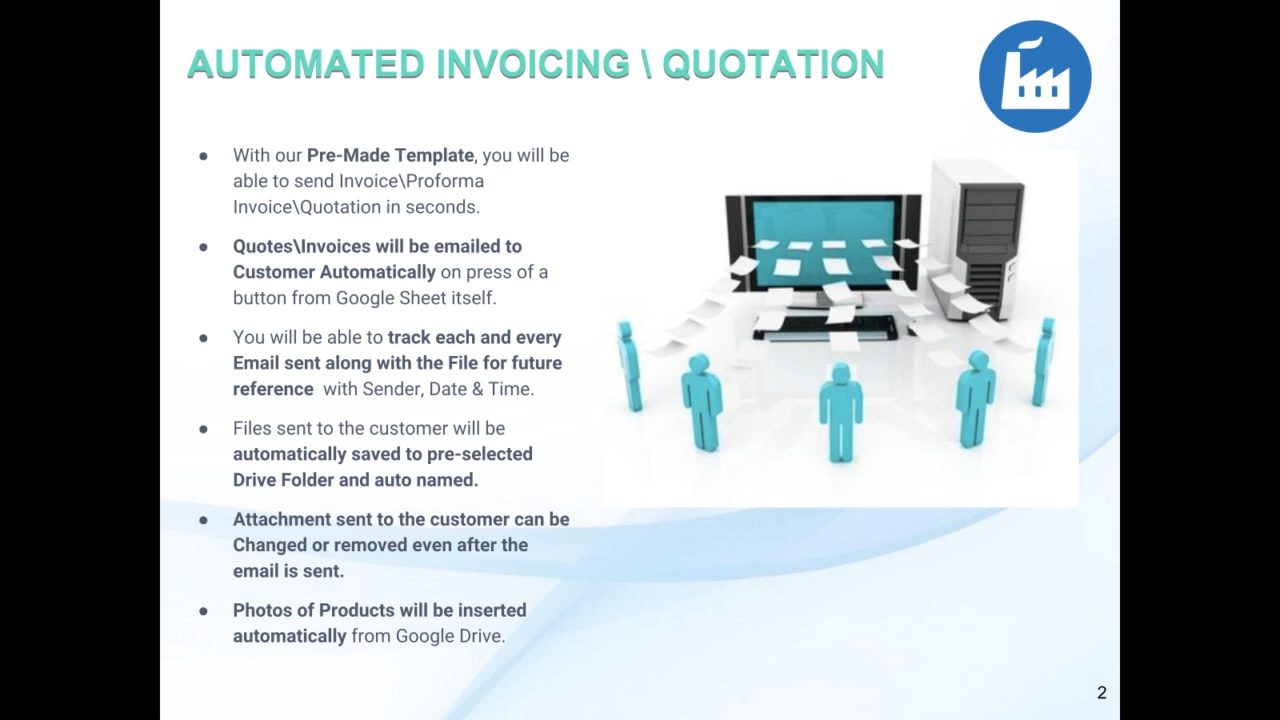 AUTOMATED INVOICING \ QUOTATION
● With our Pre-Made Template, you will be
able to send Invoice\Proforma
Invoice\Quotation in seconds.
● Quotes\Invoices will be emailed to
Customer Automatically on press of a
button from Google Sheet itself.
● You will be able to track each and every
Email sent along with the File for future
reference  with Sender, Date & Time.
● Files sent to the customer will be
automatically saved to pre-selected
Drive Folder and auto named.
● Attachment sent to the customer can be
Changed or removed even after the
email is sent.
● Photos of Products will be inserted
automatically from Google Drive.
2